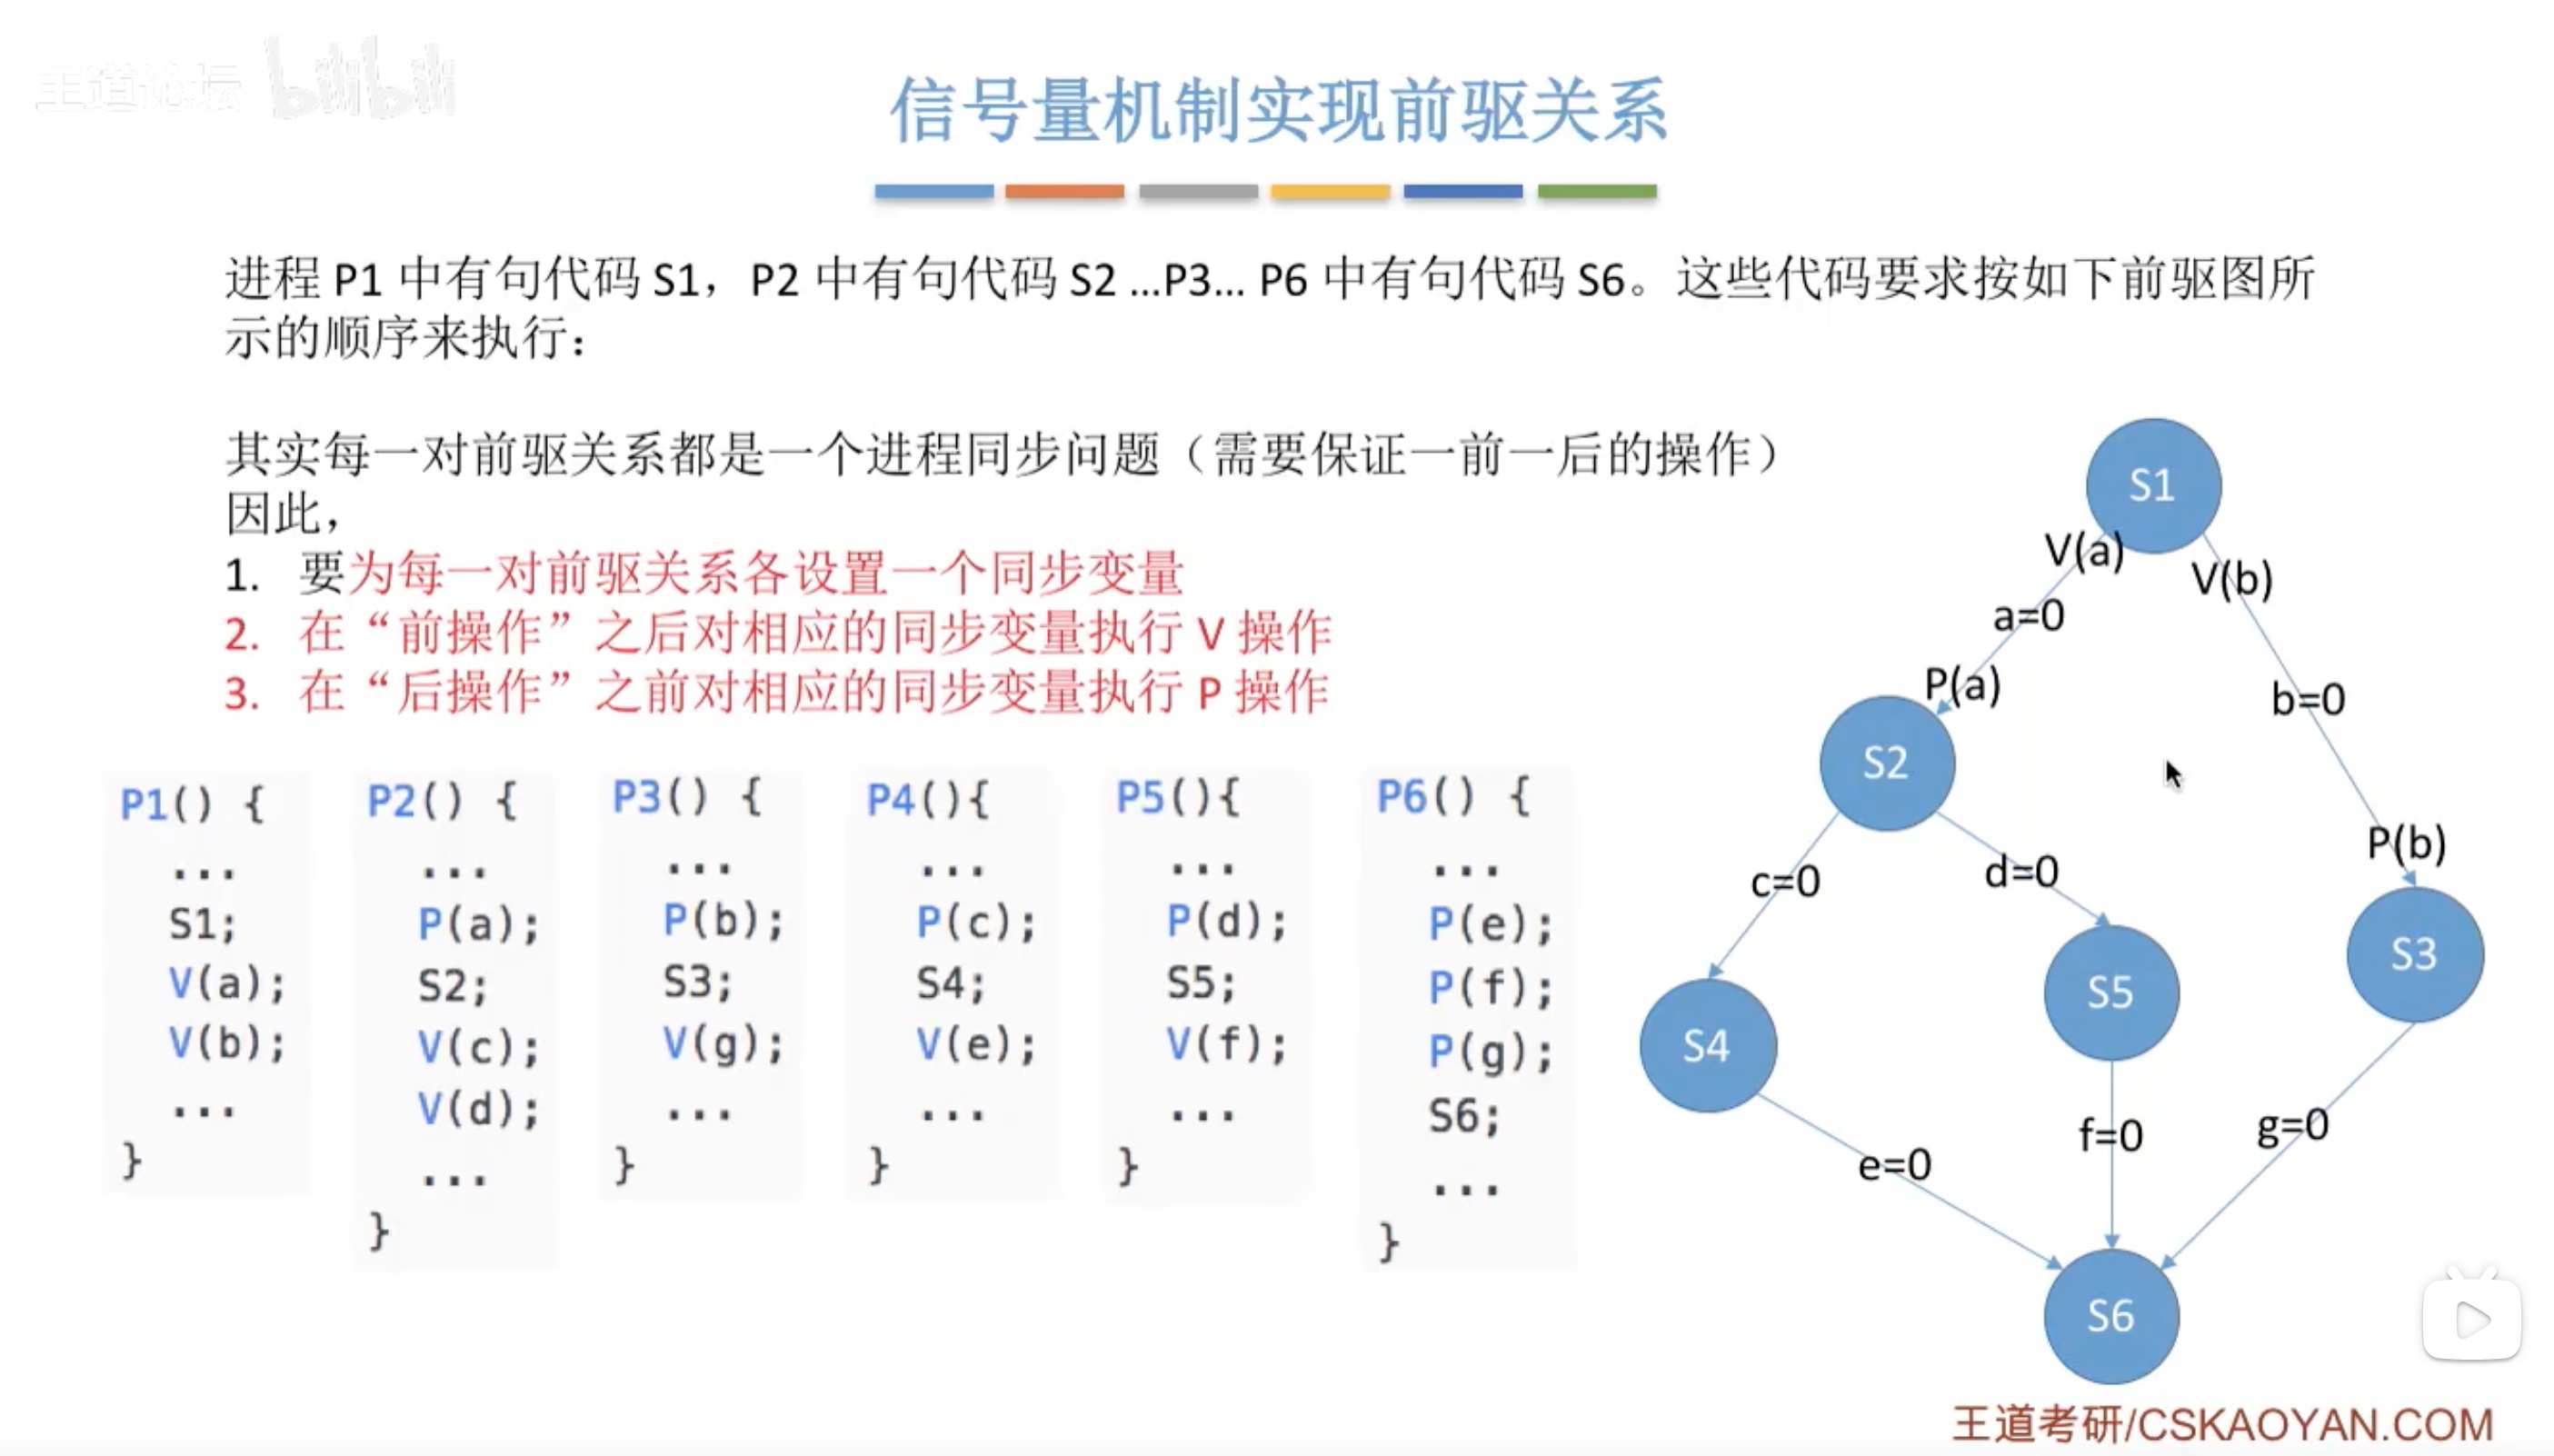 王道论坛 bilibili
信号量机制实现前驱关系
进程 P1 中有句代码 S1，P2 中有句代码 S2 ...P3... P6 中有句代码 S6。这些代码要求按如下前驱图所
示的顺序来执行：
其实每一对前驱关系都是一个进程同步问题（需要保证一前一后的操作）
因此，
1. 要为每一对前驱关系各设置一个同步变量
2. 在“前操作”之后对相应的同步变量执行 V 操作
3. 在“后操作”之前对相应的同步变量执行 P 操作
P1() {
...
S1;
V(a);
V(b);
...
}
P2() {
...
P(a);
S2;
V(c);
V(d);
...
}
P3() {
...
P(b);
S3;
V(g);
...
}
P4(){
...
P(c);
S4;
V(e);
...
}
P5(){
...
P(d);
S5;
V(f);
...
}
P6() {
...
P(e);
P(f);
P(g);
S6;
...
}
S1
V(a)
V(b)
a=0
P(a)
b=0
S2
P(b)
c=0
d=0
S3
S5
S4
f=0
g=0
e=0
S6
王道考研/CSKAOYAN.COM